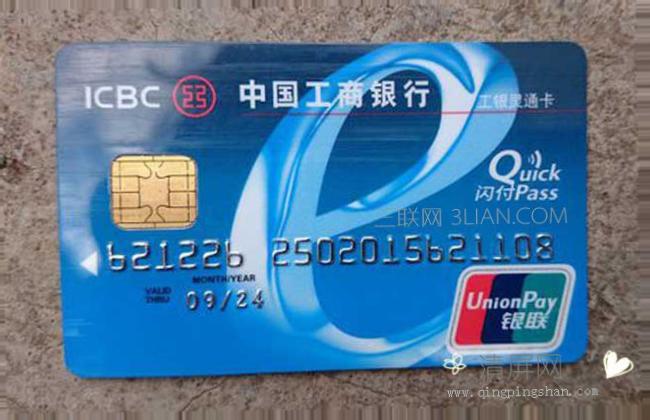 ICBC 中国工商银行
工银灵通卡
Quick
闪付Pass
三联网 3LIAN.COM
621226 2502015621108
MONTH/YEAR
VALID
THRU 09/24
UnionPay
银联
清屏网
www.qingpingshan.com